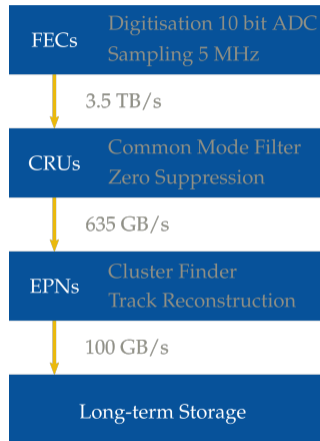 FECs
Digitisation 10 bit ADC
Sampling 5 MHz
3.5 TB/s
CRUs
Common Mode Filter
Zero Suppression
635 GB/s
EPNs
Cluster Finder
Track Reconstruction
100 GB/s
Long-term Storage